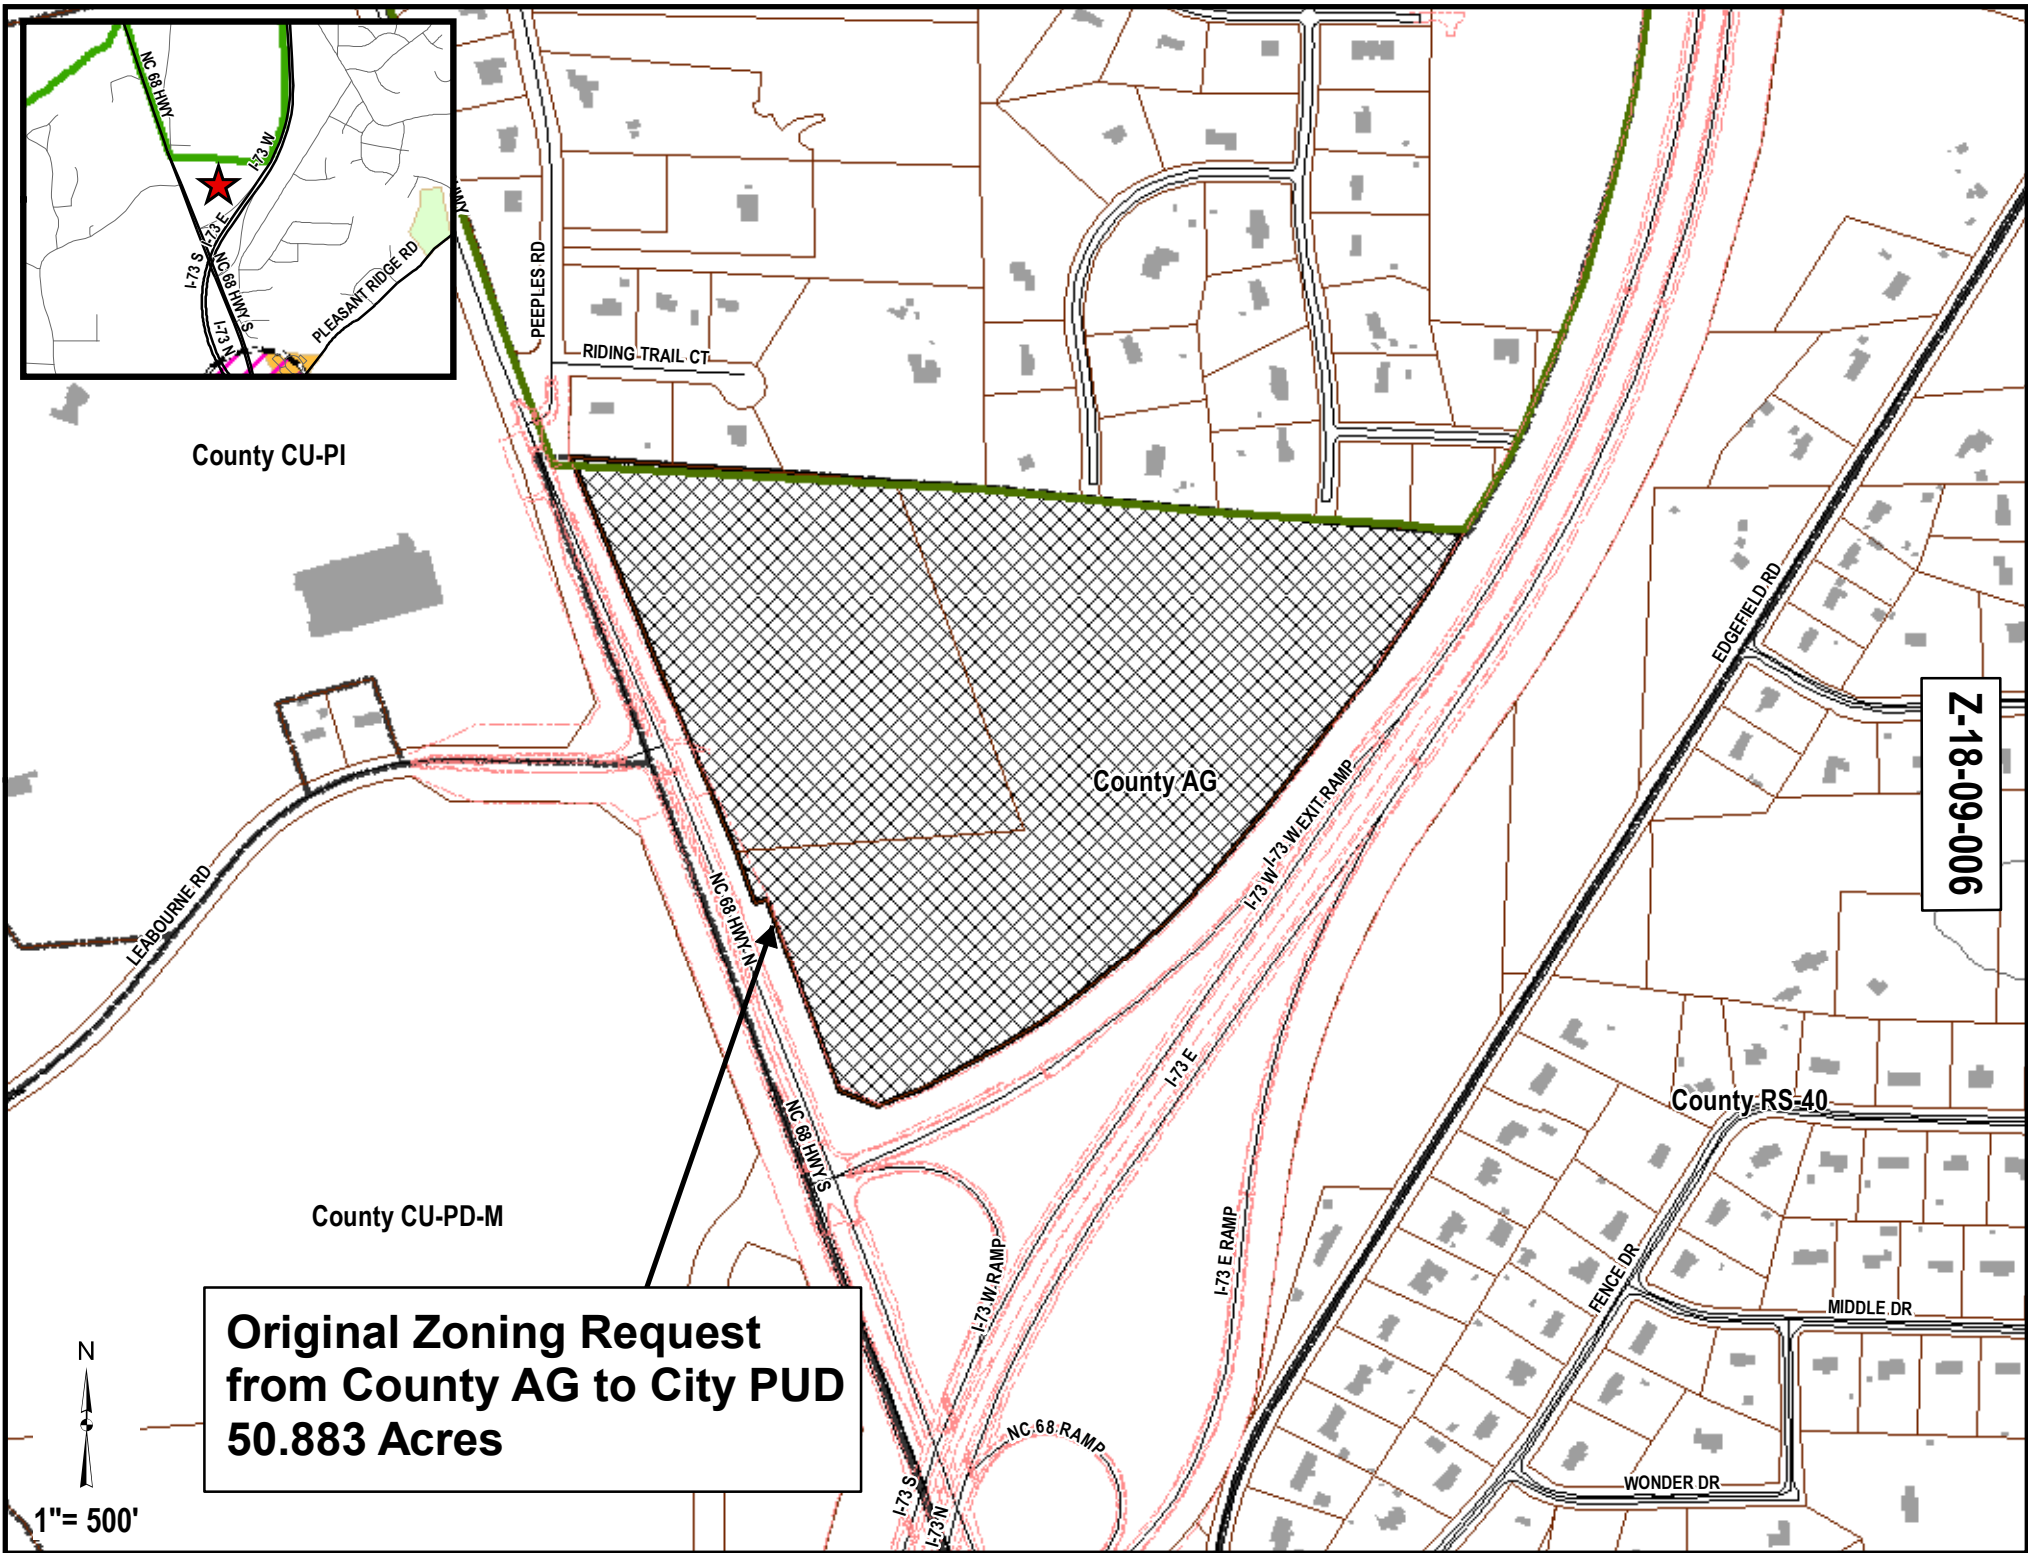 NC 68 HWY
I-73 W
I-73 E
I-73 S
NC 68 HWY S
I-73 N
PLEASANT RIDGE RD
HWY
PEEPLES RD
RIDING TRAIL CT
County CU-PI
EDGEFIELD RD
Z-18-09-006
County AG
I-73 W EXIT RAMP
I-73 W
LEABOURNE RD
NC 68 HWY N
I-73 E
NC 68 HWY S
County RS-40
County CU-PD-M
I-73 W RAMP
I-73 E RAMP
FENCE DR
MIDDLE DR
Original Zoning Request
from County AG to City PUD
50.883 Acres
N
NC 68 RAMP
WONDER DR
I-73 S
I-73 N
1"= 500'